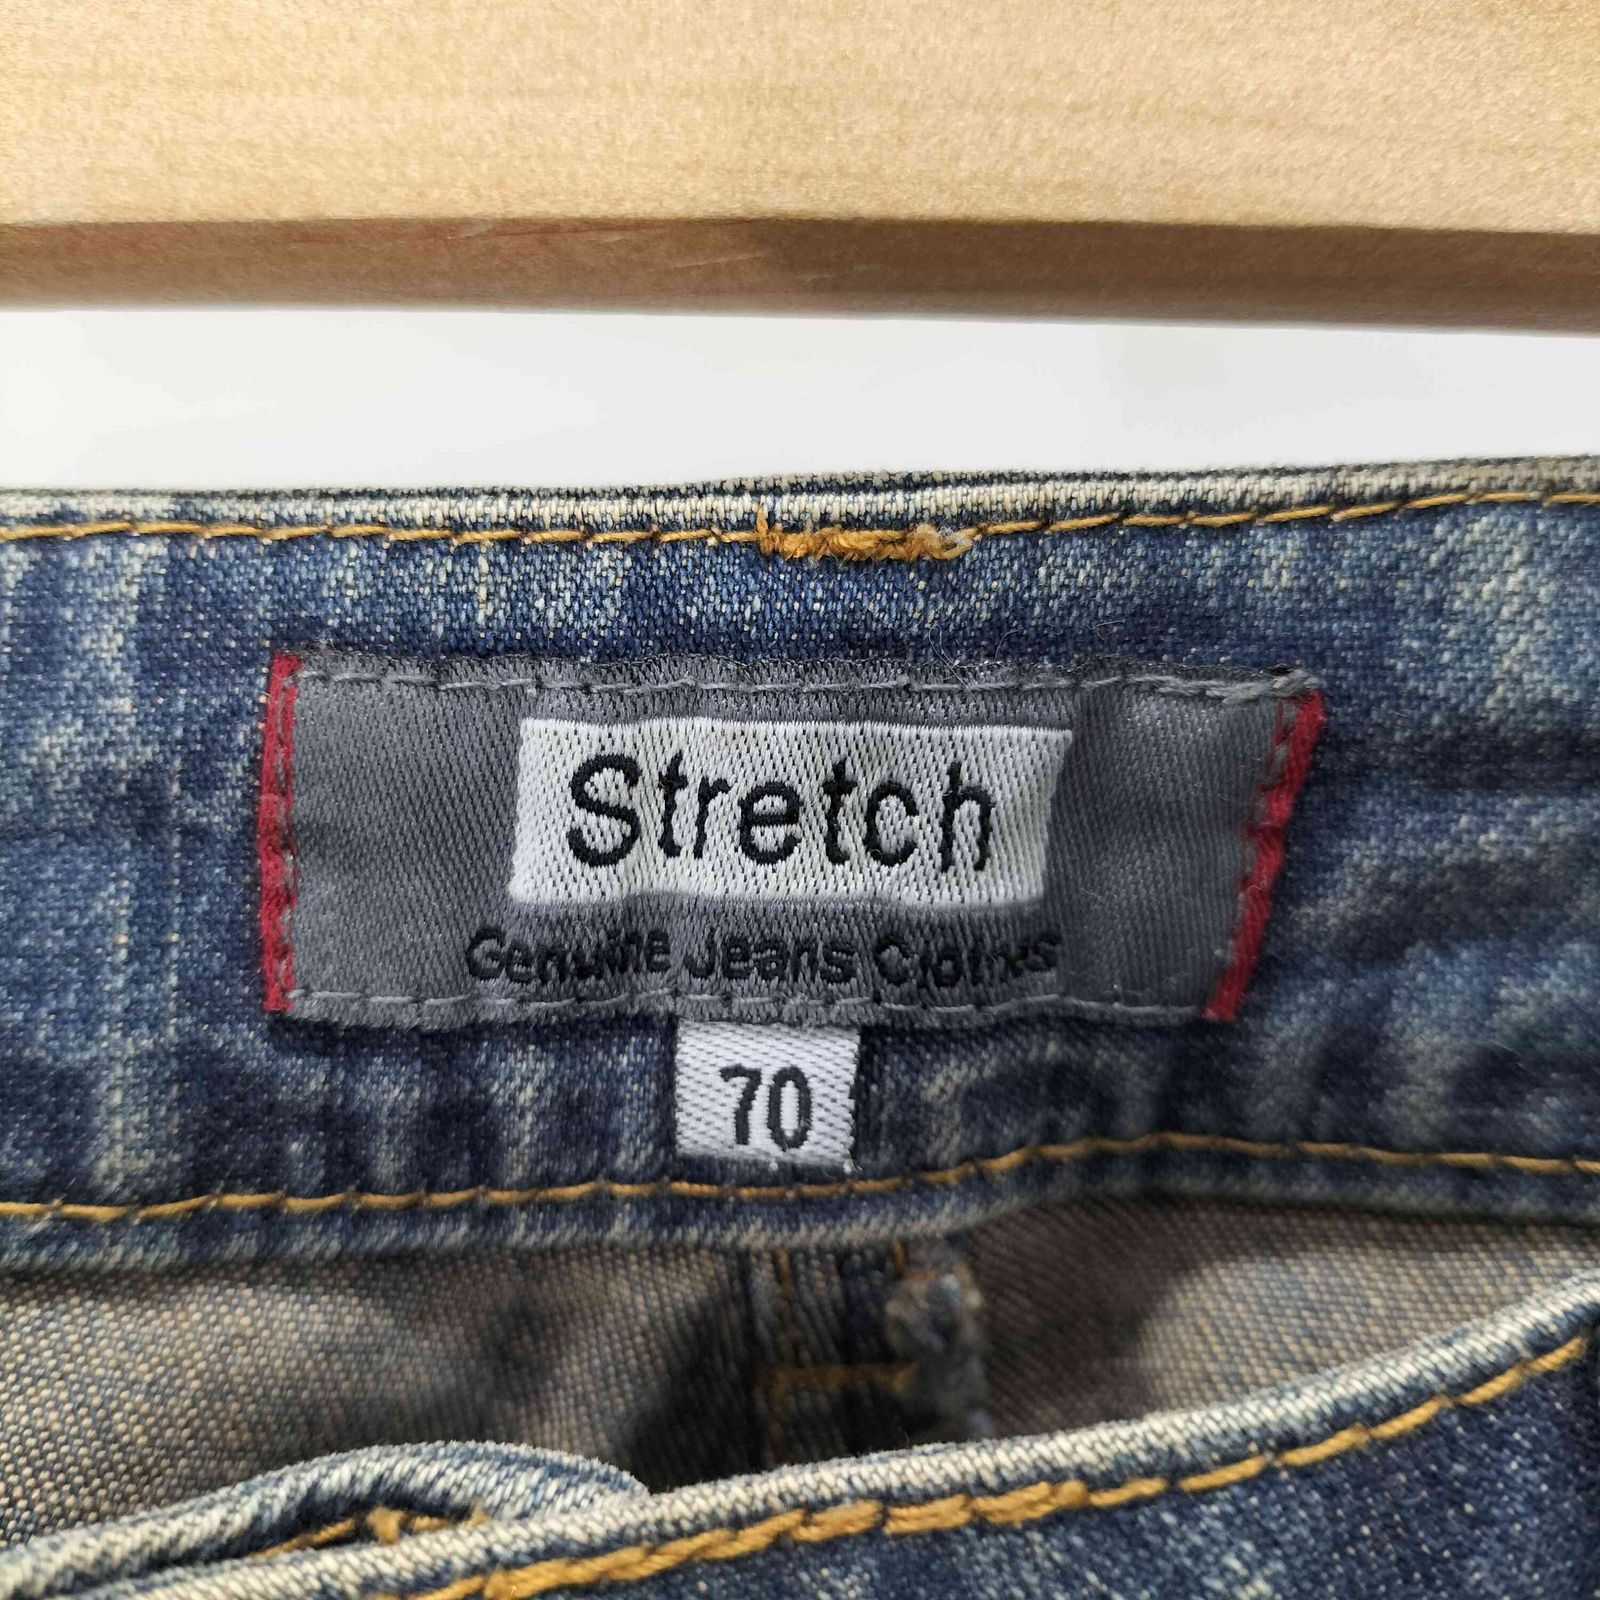 Stretch
Genuine Jeans Clothes
70